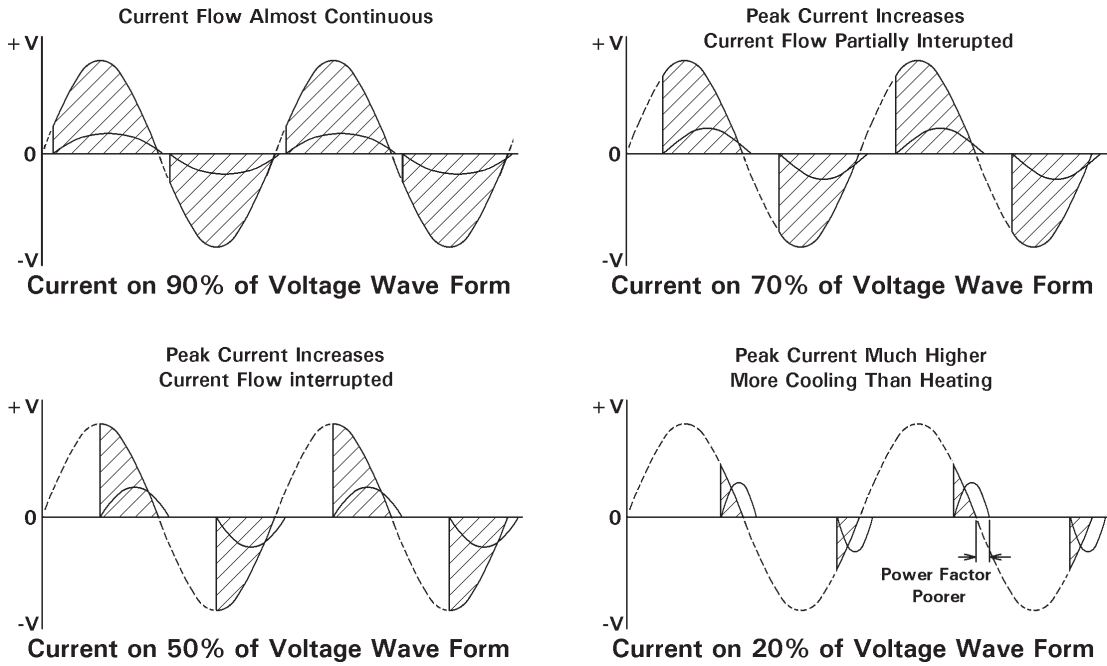 Current Flow Almost Continuous
+V
0
-V
Current on 90% of Voltage Wave Form
Peak Current Increases
Current Flow Partially Interupted
+V
0
-V
Current on 70% of Voltage Wave Form
Peak Current Increases
Current Flow interrupted
+V
0
-V
Current on 50% of Voltage Wave Form
Peak Current Much Higher
More Cooling Than Heating
+V
0
Power Factor
Poorer
-V
Current on 20% of Voltage Wave Form